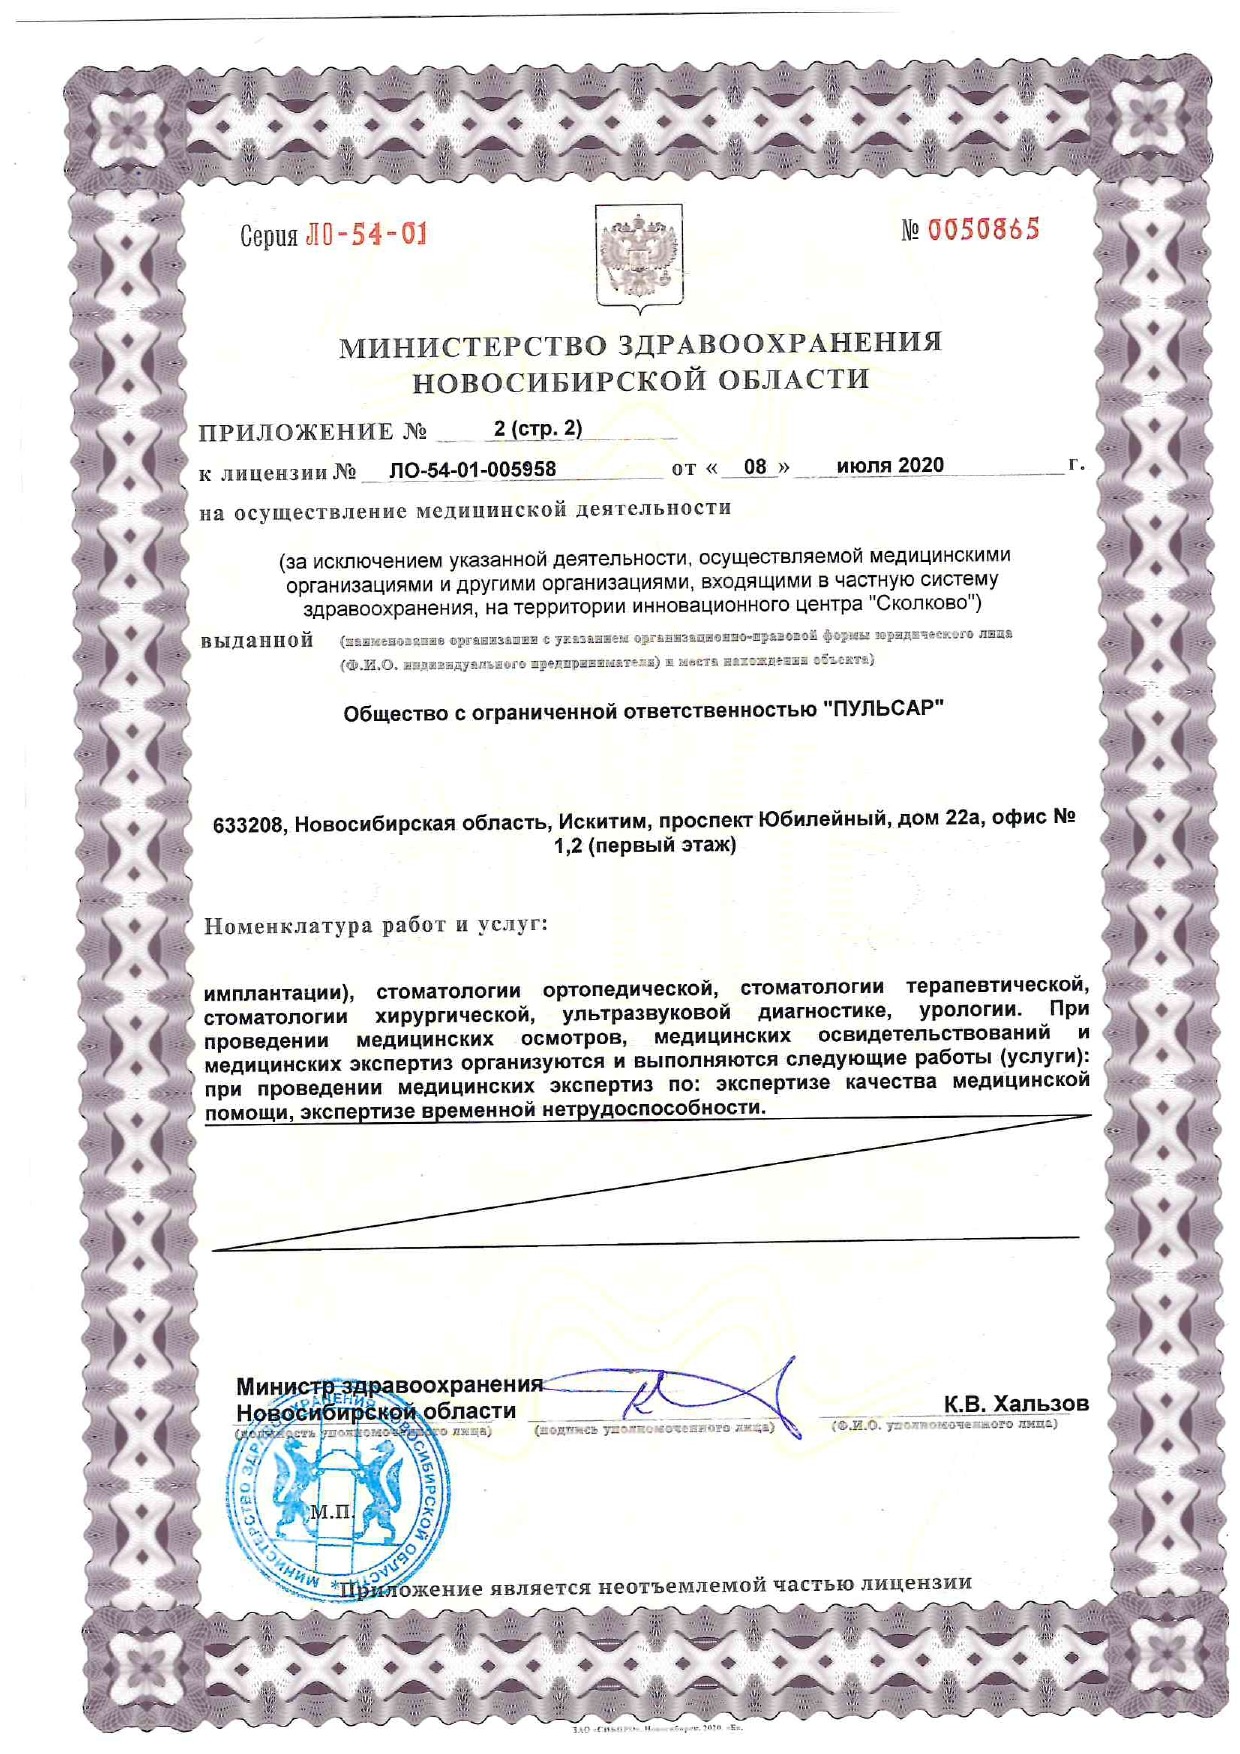 Серия ЛО-54-01
№ 0050865
МИНИСТЕРСТВО ЗДРАВООХРАНЕНИЯ
НОВОСИБИРСКОЙ ОБЛАСТИ
ПРИЛОЖЕНИЕ № 2 (стр. 2)
к лицензии № ЛО-54-01-005958 от « 08 » июля 2020 г.
на осуществление медицинской деятельности
(за исключением указанной деятельности, осуществляемой медицинскими
организациями и другими организациями, входящими в частную систему
здравоохранения, на территории инновационного центра "Сколково")
выданной (наименование организации с указанием организационно-правовой формы юридического лица
(Ф.И.О. индивидуального предпринимателя) и места нахождения объекта)
Общество с ограниченной ответственностью "ПУЛЬСАР"
633208, Новосибирская область, Искитим, проспект Юбилейный, дом 22а, офис №
1,2 (первый этаж)
Номенклатура работ и услуг:
имплантации), стоматологии ортопедической, стоматологии терапевтической,
стоматологии хирургической, ультразвуковой диагностике, урологии. При
проведении медицинских осмотров, медицинских освидетельствований и
медицинских экспертиз организуются и выполняются следующие работы (услуги):
при проведении медицинских экспертиз по: экспертизе качества медицинской
помощи, экспертизе временной нетрудоспособности.
Министр здравоохранения
Новосибирской области
К.В. Хальзов
(должность уполномоченного лица) (подпись уполномоченного лица) (Ф.И.О. уполномоченного лица)
МИНИСТЕРСТВО ЗДРАВООХРАНЕНИЯ НОВОСИБИРСКОЙ ОБЛАСТИ *
М.П.
Приложение является неотъемлемой частью лицензии